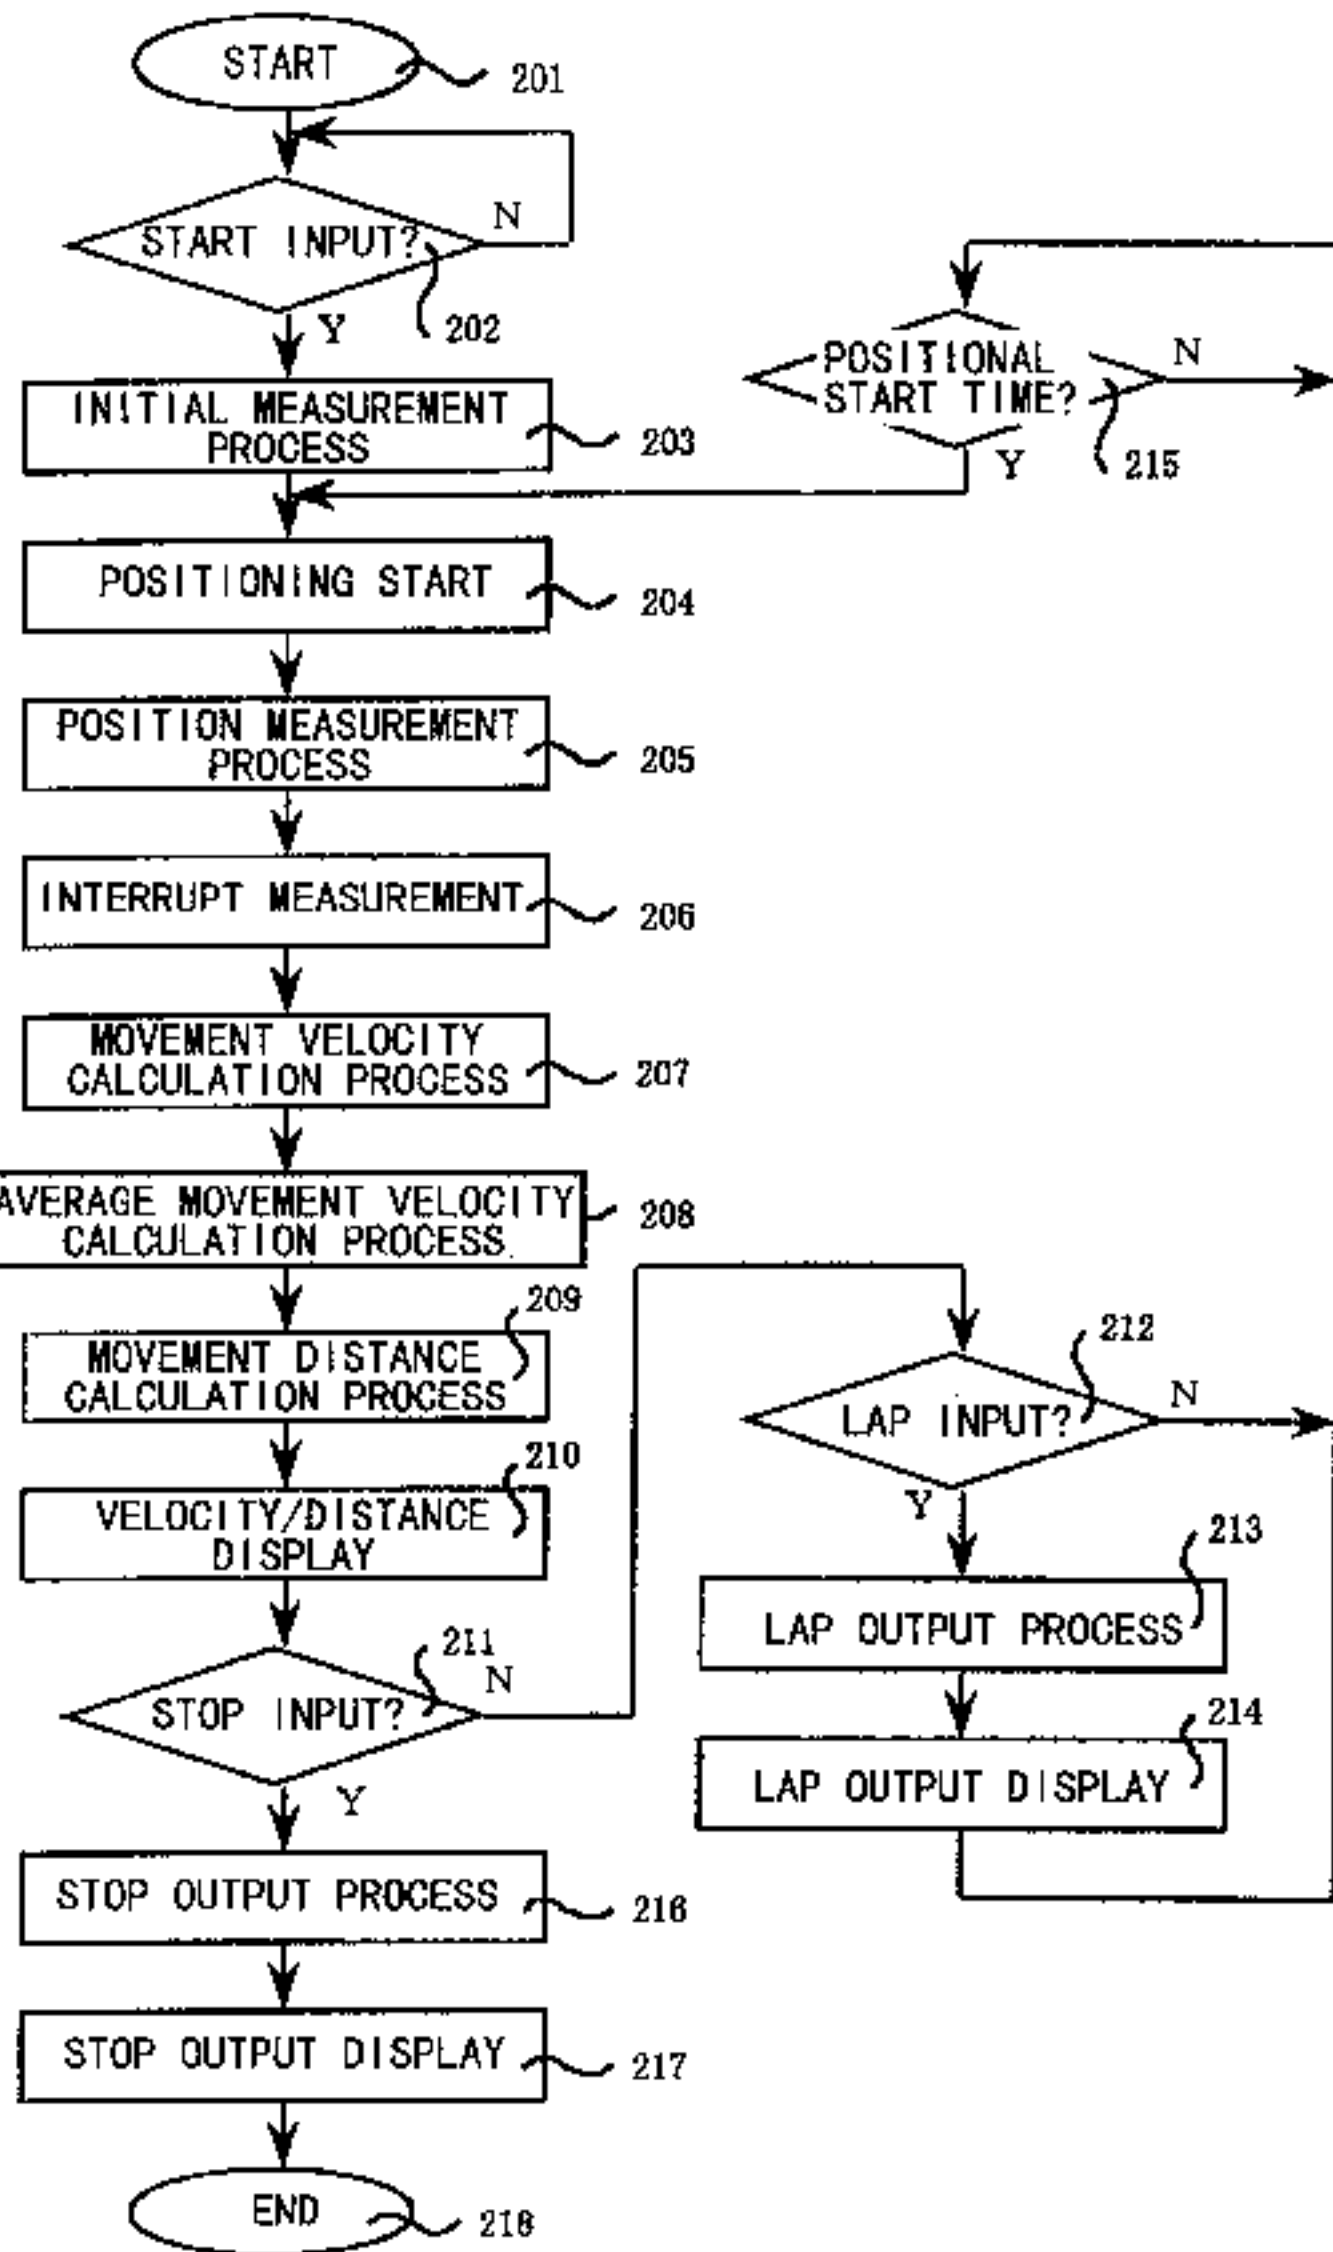 START
201
START INPUT?
N
202
Y
INITIAL MEASUREMENT
PROCESS
203
POSITIONAL
START TIME?
N
215
Y
POSITIONING START
204
POSITION MEASUREMENT
PROCESS
205
INTERRUPT MEASUREMENT
206
MOVEMENT VELOCITY
CALCULATION PROCESS
207
AVERAGE MOVEMENT VELOCITY
CALCULATION PROCESS
208
209
MOVEMENT DISTANCE
CALCULATION PROCESS
210
VELOCITY/DISTANCE
DISPLAY
211
STOP INPUT?
N
Y
212
LAP INPUT?
N
Y
213
LAP OUTPUT PROCESS
214
LAP OUTPUT DISPLAY
STOP OUTPUT PROCESS
216
STOP OUTPUT DISPLAY
217
END
218